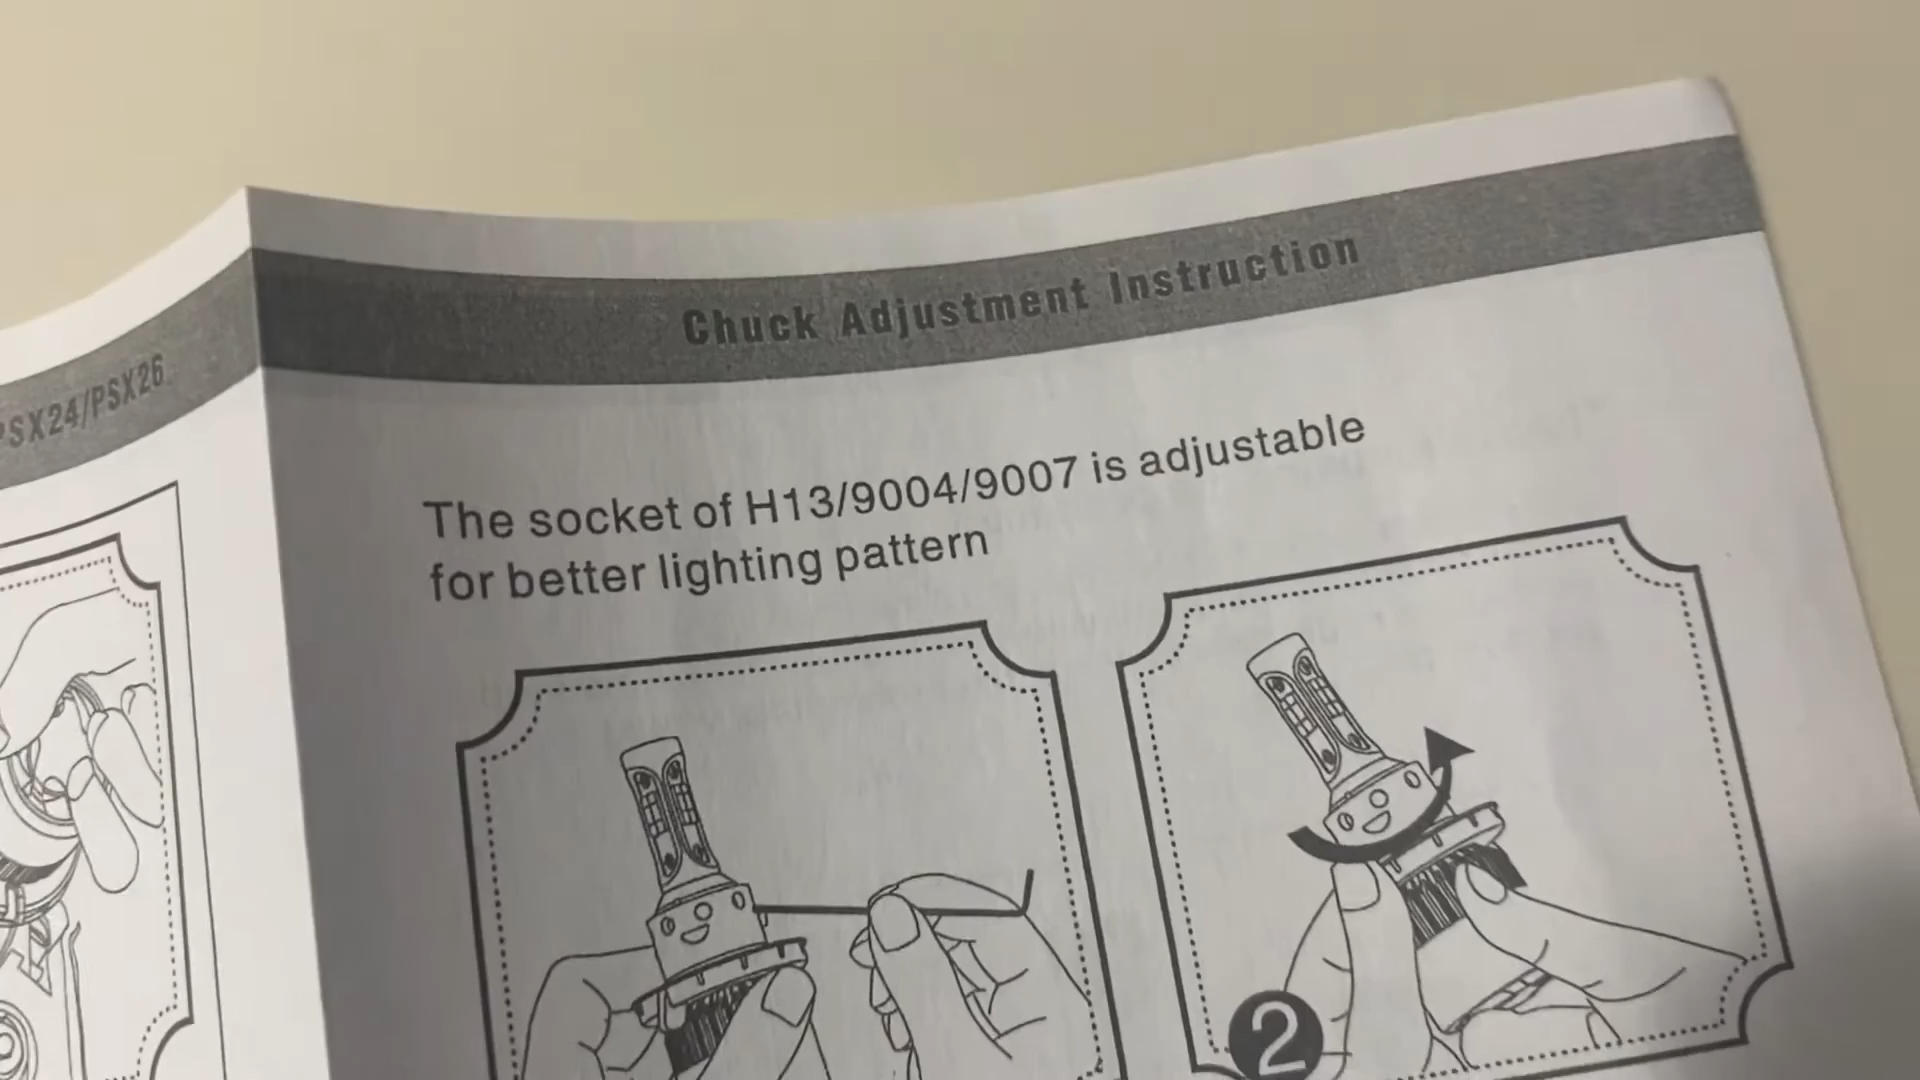 PSX24/PSX26
Chuck Adjustment Instruction
The socket of H13/9004/9007 is adjustable
for better lighting pattern
2